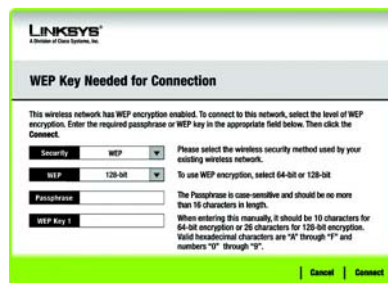 LINKSYS®
A Division of Cisco Systems, Inc.
WEP Key Needed for Connection
This wireless network has WEP encryption enabled. To connect to this network, select the level of WEP
encryption. Enter the required passphrase or WEP key in the appropriate field below. Then click the
Connect.
Security WEP
Please select the wireless security method used by your
existing wireless network.
WEP 128-bit
To use WEP encryption, select 64-bit or 128-bit
Passphrase
The Passphrase is case-sensitive and should be no more
than 16 characters in length.
WEP Key 1
When entering this manually, it should be 10 characters for
64-bit encryption or 26 characters for 128-bit encryption.
Valid hexadecimal characters are "A" through "F" and
numbers "0" through "9".
Cancel Connect